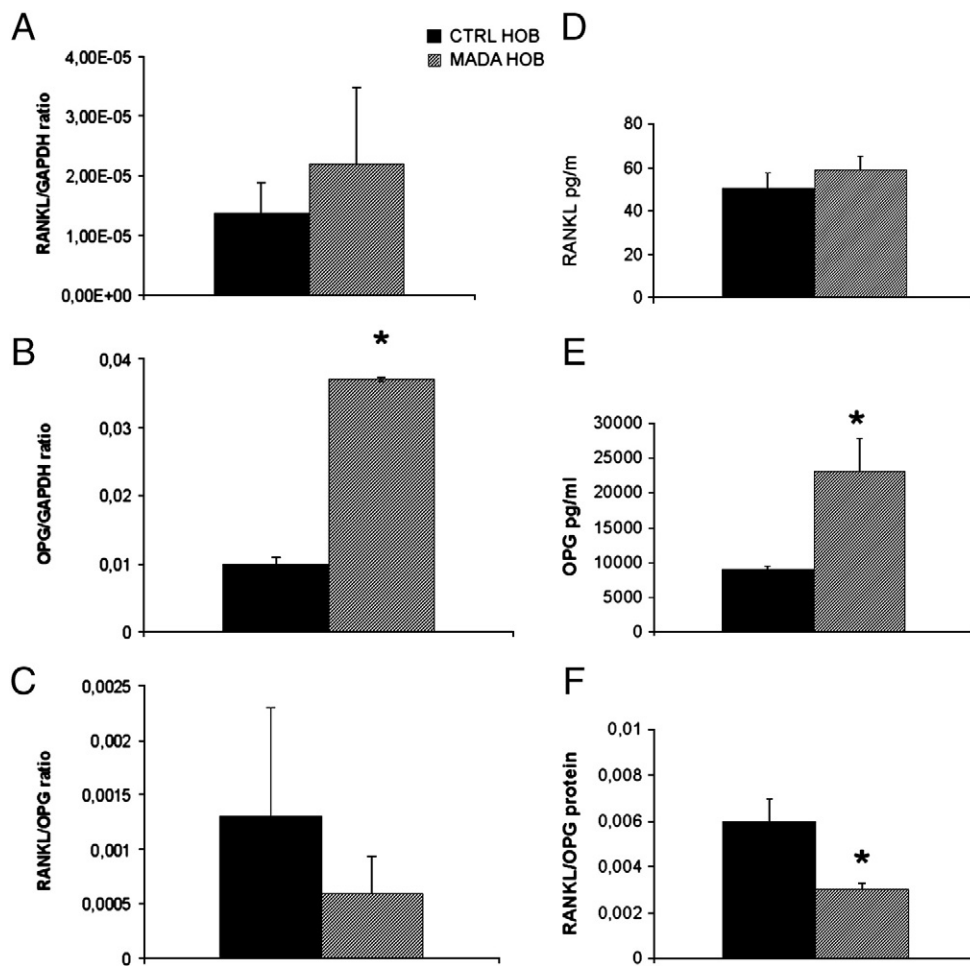 A
CTRL HOB
MADA HOB
RANKL/GAPDH ratio
4,00E-05
3,00E-05
2,00E-05
1,00E-05
0,00E+00
D
RANKL pg/m
80
60
40
20
0
B
*
OPG/GAPDH ratio
0,04
0,03
0,02
0,01
0
E
*
OPG pg/ml
30000
25000
20000
15000
10000
5000
0
C
RANKL/OPG ratio
0,0025
0,002
0,0015
0,001
0,0005
0
F
*
RANKL/OPG protein
0,01
0,008
0,006
0,004
0,002
0